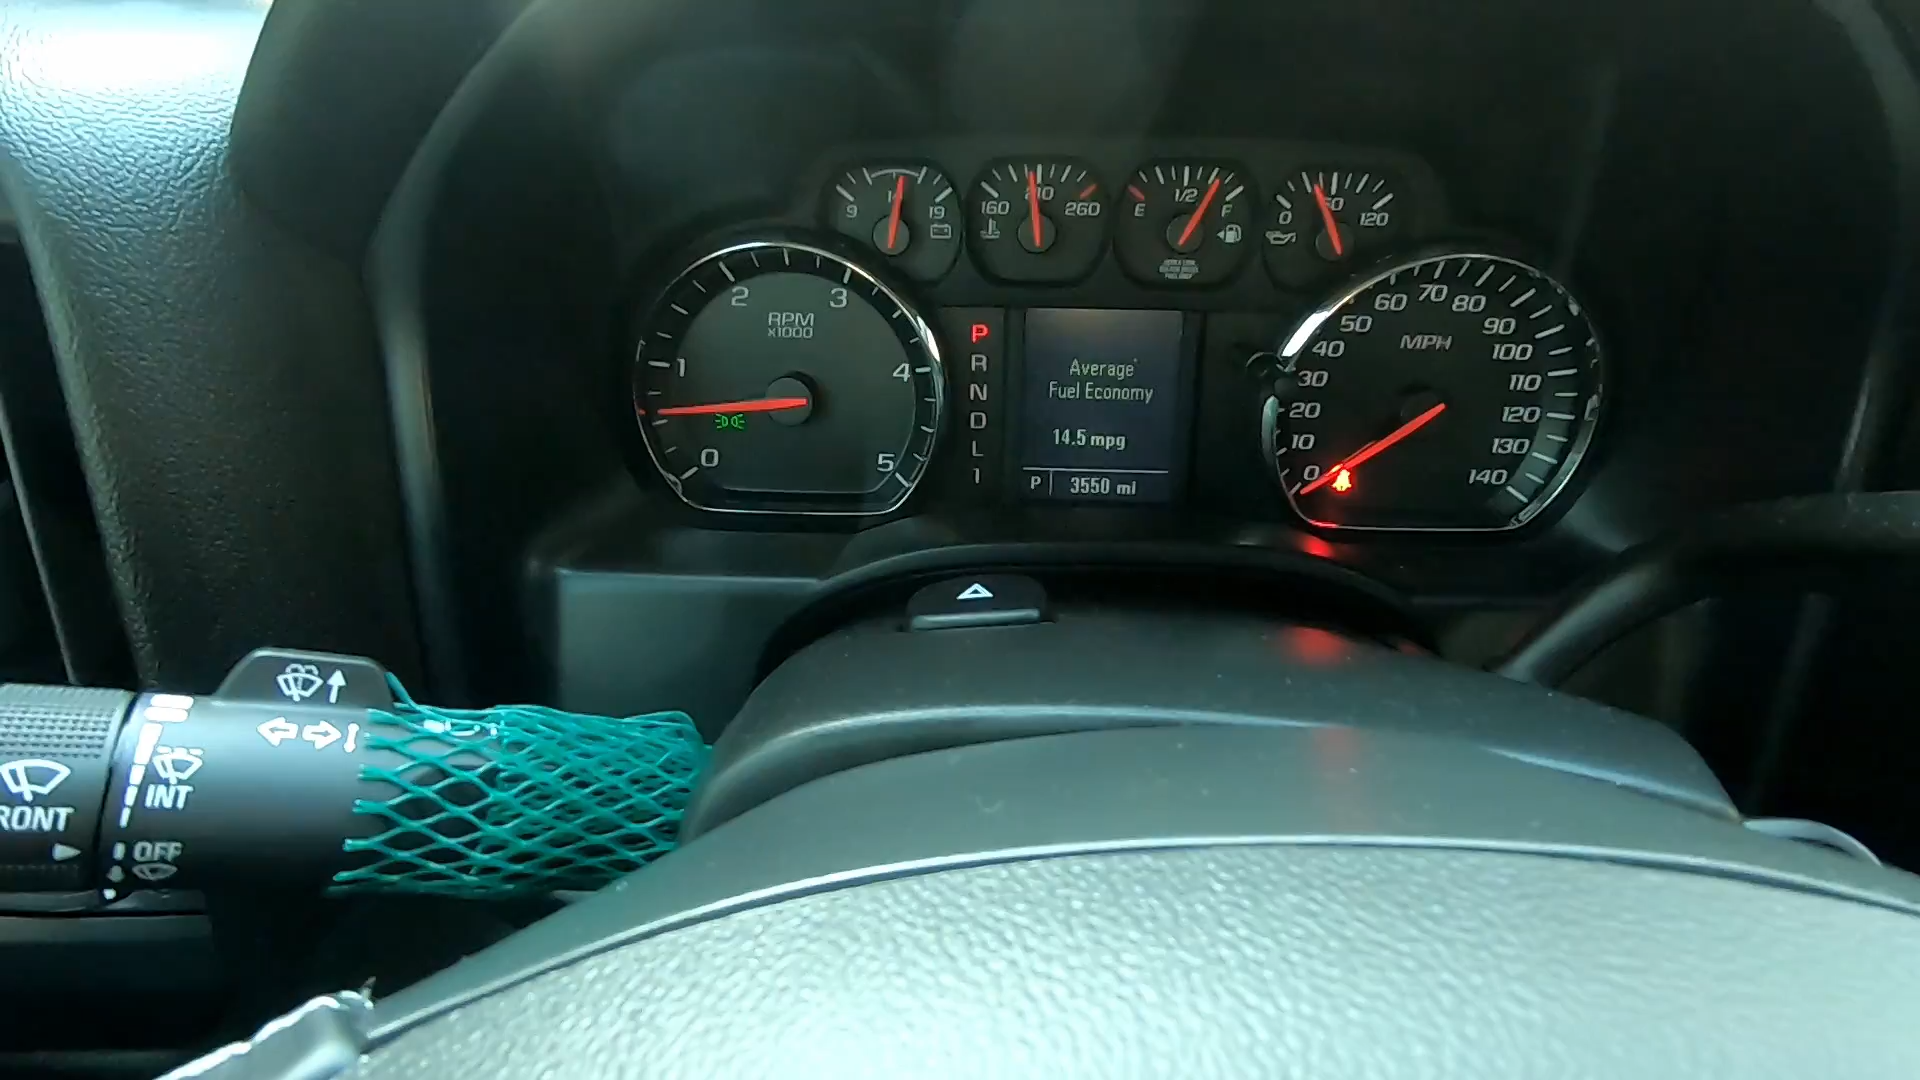 9 19
160 210 260
E 1/2 F
0 120
0 1 2 3 4 5
RPM
x1000
P
R
N
D
L
1
Average
Fuel Economy
14.5 mpg
P 3550 mi
0 10 20 30 40 50 60 70 80 90 100 110 120 130 140
MPH
INT
OFF
RONT